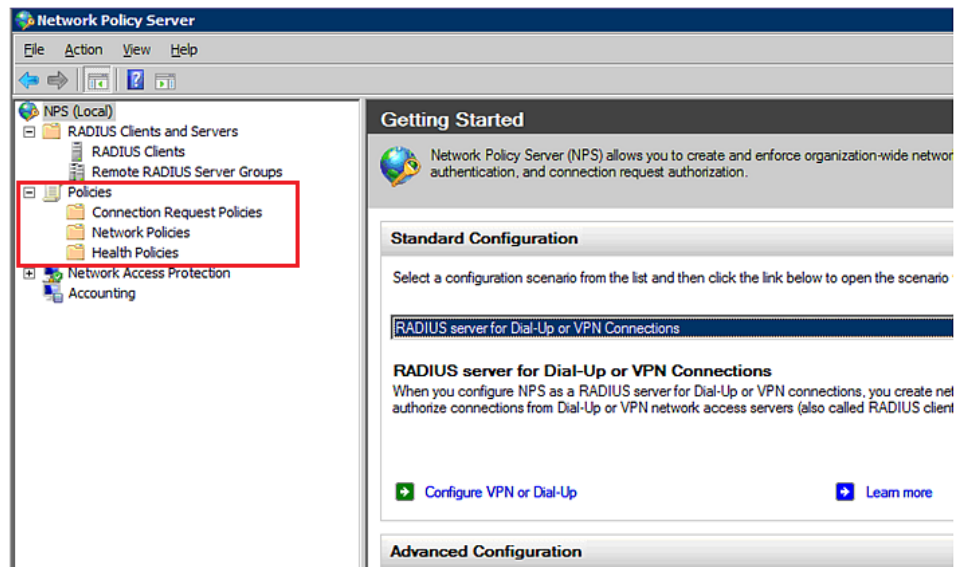 Network Policy Server
File Action View Help
NPS (Local)
RADIUS Clients and Servers
RADIUS Clients
Remote RADIUS Server Groups
Policies
Connection Request Policies
Network Policies
Health Policies
Network Access Protection
Accounting
Getting Started
Network Policy Server (NPS) allows you to create and enforce organization-wide networ
authentication, and connection request authorization.
Standard Configuration
Select a configuration scenario from the list and then click the link below to open the scenario
RADIUS server for Dial-Up or VPN Connections
RADIUS server for Dial-Up or VPN Connections
When you configure NPS as a RADIUS server for Dial-Up or VPN connections, you create net
authorize connections from Dial-Up or VPN network access servers (also called RADIUS client
Configure VPN or Dial-Up
Learn more
Advanced Configuration